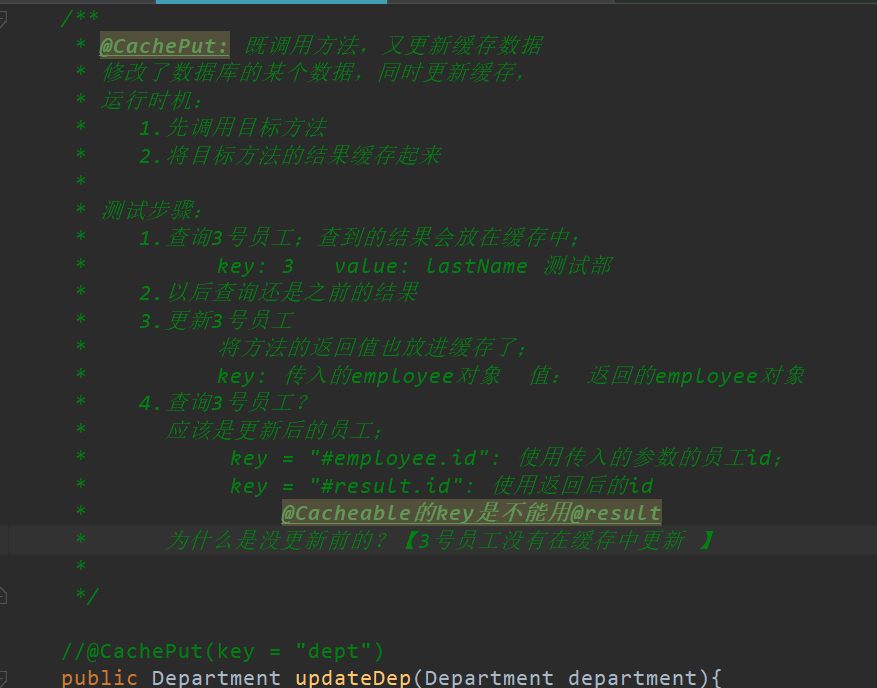 /**
* @CachePut: 既调用方法，又更新缓存数据
* 修改了数据库的某个数据，同时更新缓存，
* 运行时机：
* 1.先调用目标方法
* 2.将目标方法的结果缓存起来
*
* 测试步骤：
* 1.查询3号员工；查到的结果会放在缓存中；
* key: 3 value: lastName 测试部
* 2.以后查询还是之前的结果
* 3.更新3号员工
* 将方法的返回值也放进缓存了；
* key: 传入的employee对象 值： 返回的employee对象
* 4.查询3号员工？
* 应该是更新后的员工；
* key = "#employee.id": 使用传入的参数的员工id；
* key = "#result.id": 使用返回后的id
* @Cacheable的key是不能用@result
* 为什么是没更新前的？【3号员工没有在缓存中更新 】
*
*/
//@CachePut(key = "dept")
public Department updateDep(Department department){